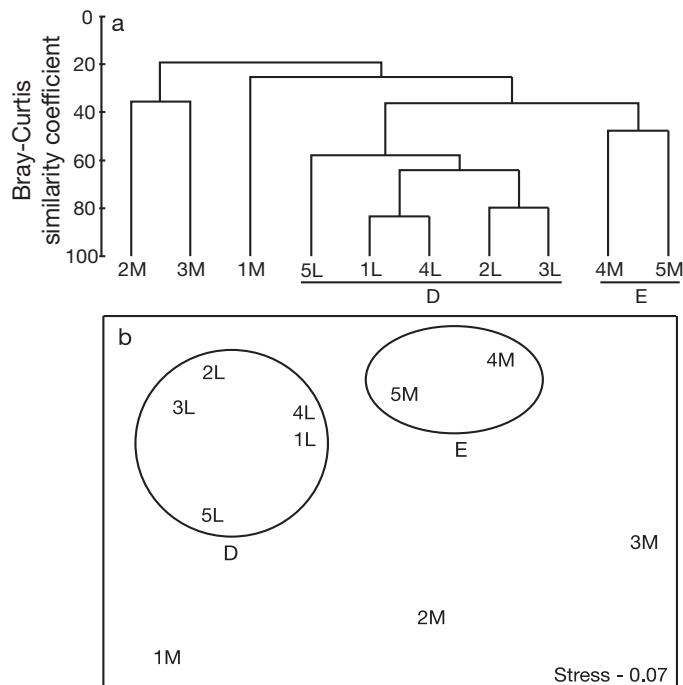 a
Bray-Curtis
similarity coefficient
0
20
40
60
80
100
2M 3M 1M 5L 1L 4L 2L 3L 4M 5M
D E
b
2L
4M
5M
3L
4L
1L
E
5L
D
3M
2M
1M
Stress - 0.07